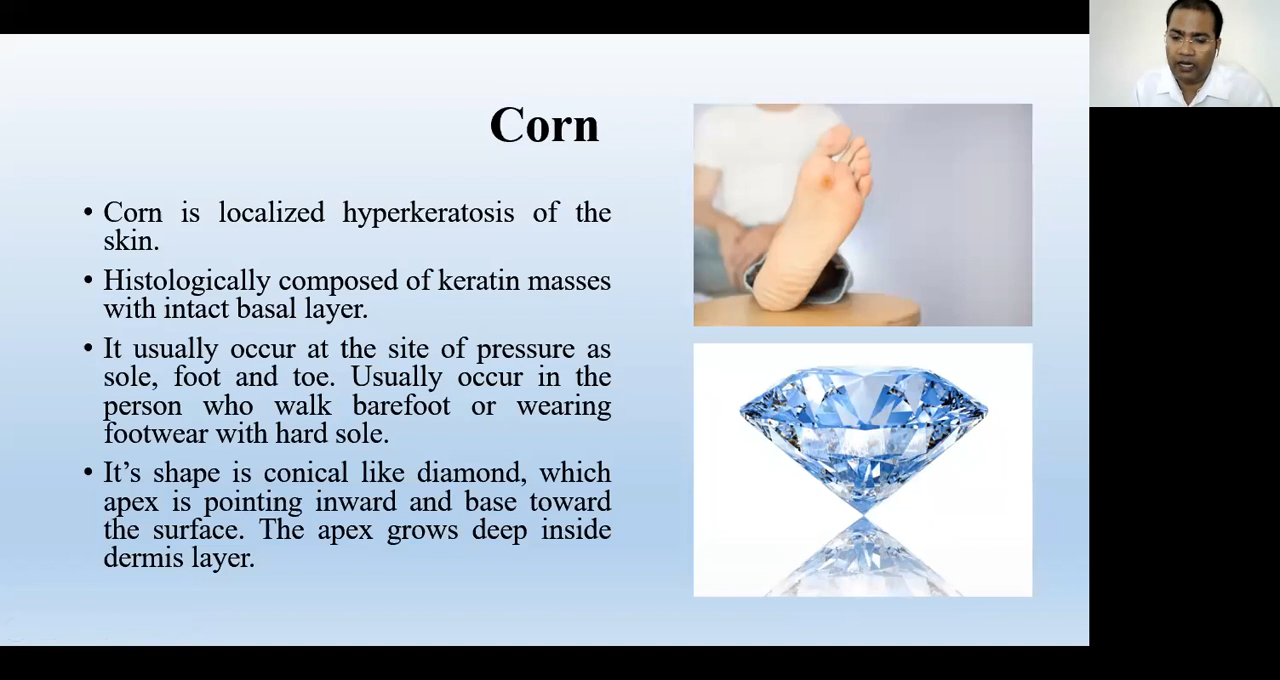 Corn
• Corn is localized hyperkeratosis of the
skin.
• Histologically composed of keratin masses
with intact basal layer.
• It usually occur at the site of pressure as
sole, foot and toe. Usually occur in the
person who walk barefoot or wearing
footwear with hard sole.
• It’s shape is conical like diamond, which
apex is pointing inward and base toward
the surface. The apex grows deep inside
dermis layer.